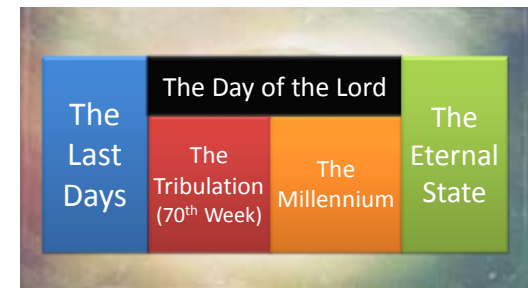 The
Last
Days
The Day of the Lord
The
Tribulation
(70th Week)
The
Millennium
The
Eternal
State